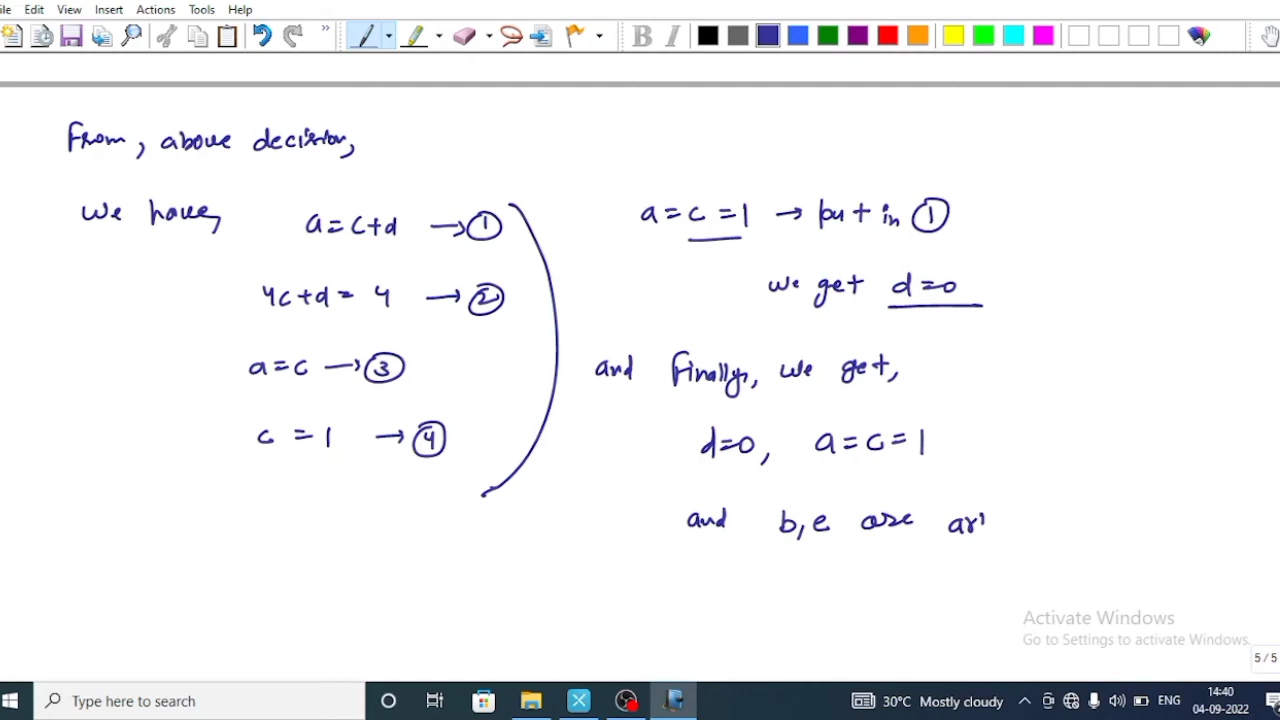 ile Edit View Insert Actions Tools Help
B I
From, above decision,
we have,
a = c+d → ①
4c+d = 4 → ②
a = c → ③
c = 1 → ④
a = c = 1 → put in ①
we get d=0
and finally, we get,
d=0, a = c = 1
and b,e are ar
Activate Windows
Go to Settings to activate Windows.
5 / 5
Type here to search
30°C Mostly cloudy
ENG
14:40
04-09-2022